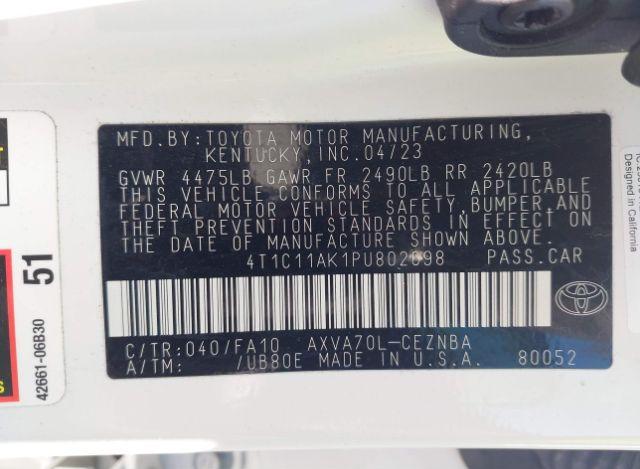 MFD.BY:TOYOTA MOTOR MANUFACTURING,
KENTUCKY,INC.04/23
GVWR 4475LB GAWR FR 2490LB RR 2420LB
THIS VEHICLE CONFORMS TO ALL APPLICABLE
FEDERAL MOTOR VEHICLE SAFETY, BUMPER,AND
THEFT PREVENTION STANDARDS IN EFFECT ON
THE DATE OF MANUFACTURE SHOWN ABOVE.
PASS.CAR
C/TR:040/FA10 AXVA70L-CEZNBA
A/TM: /UB80E MADE IN U.S.A. 80052
51
42661-06B30
Designed in California